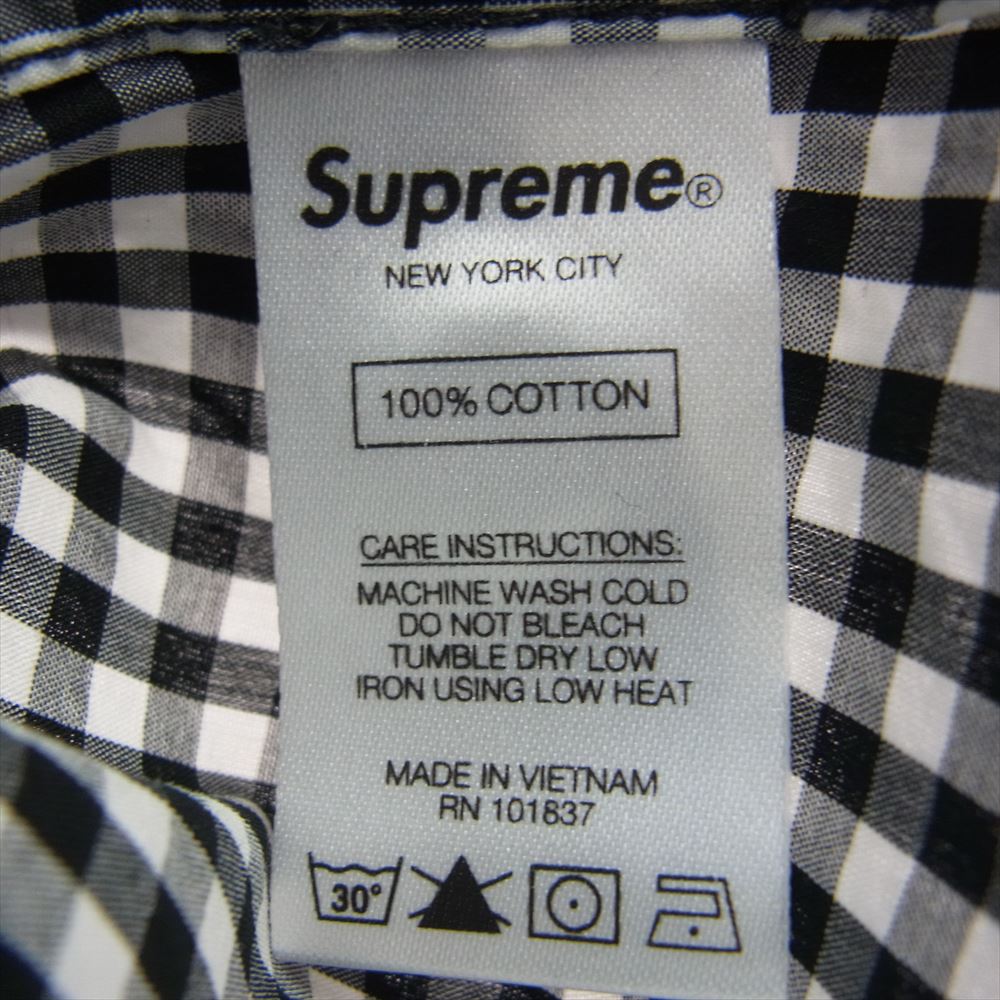 Supreme®
NEW YORK CITY
100% COTTON
CARE INSTRUCTIONS:
MACHINE WASH COLD
DO NOT BLEACH
TUMBLE DRY LOW
IRON USING LOW HEAT
MADE IN VIETNAM
RN 101837
30°